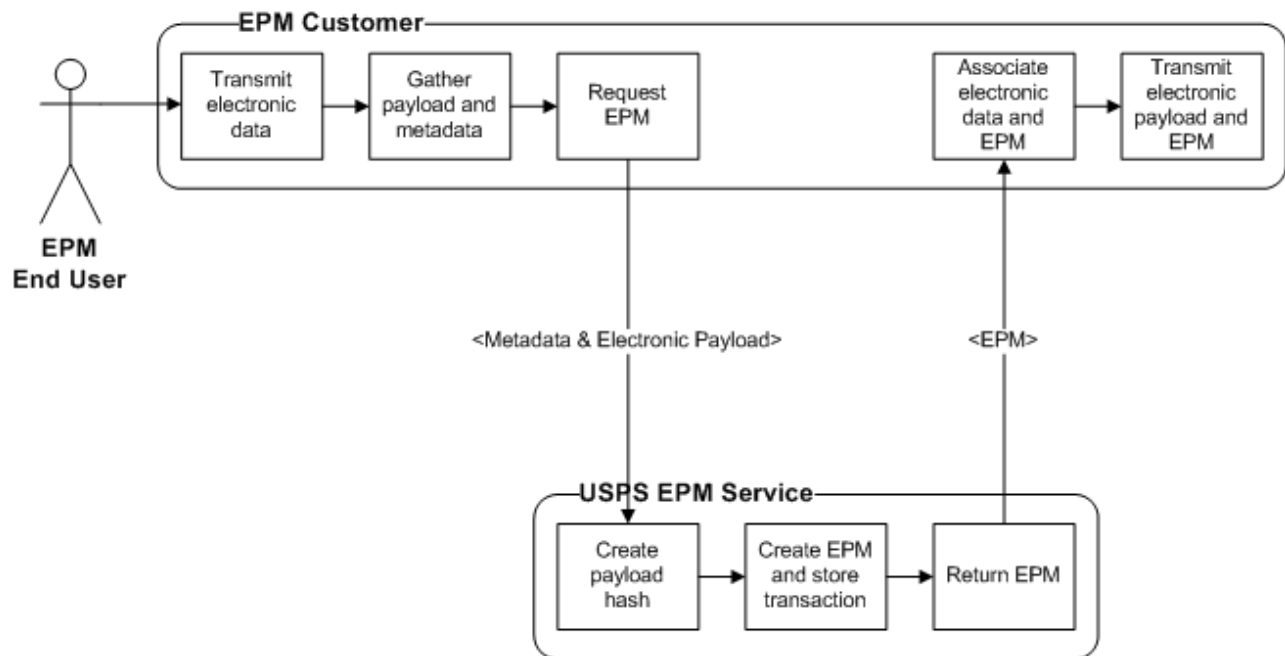 EPM Customer
Transmit
electronic
data
Gather
payload and
metadata
Request
EPM
Associate
electronic
data and
EPM
Transmit
electronic
payload and
EPM
EPM
End User
<Metadata & Electronic Payload>
<EPM>
USPS EPM Service
Create
payload
hash
Create EPM
and store
transaction
Return EPM